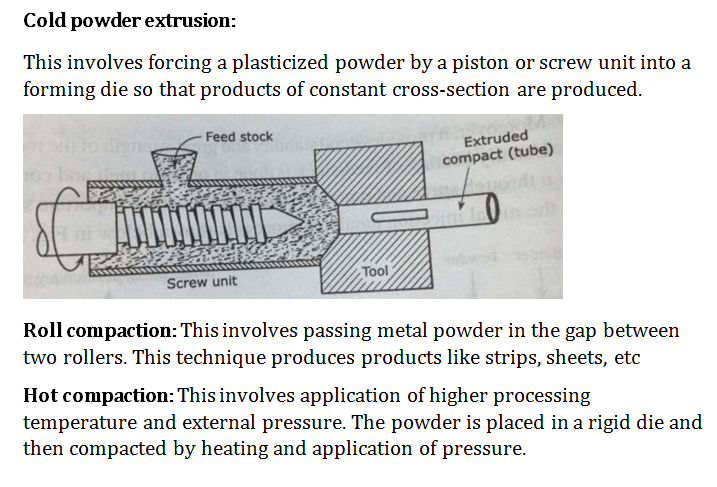 Cold powder extrusion:
This involves forcing a plasticized powder by a piston or screw unit into a
forming die so that products of constant cross-section are produced.
Feed stock
Extruded
compact (tube)
Tool
Screw unit
Roll compaction: This involves passing metal powder in the gap between
two rollers. This technique produces products like strips, sheets, etc
Hot compaction: This involves application of higher processing
temperature and external pressure. The powder is placed in a rigid die and
then compacted by heating and application of pressure.